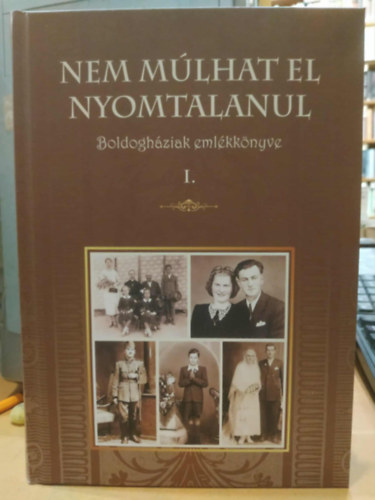 NEM MÚLHAT EL
NYOMTALANUL
Boldogháziak emlékkönyve
I.